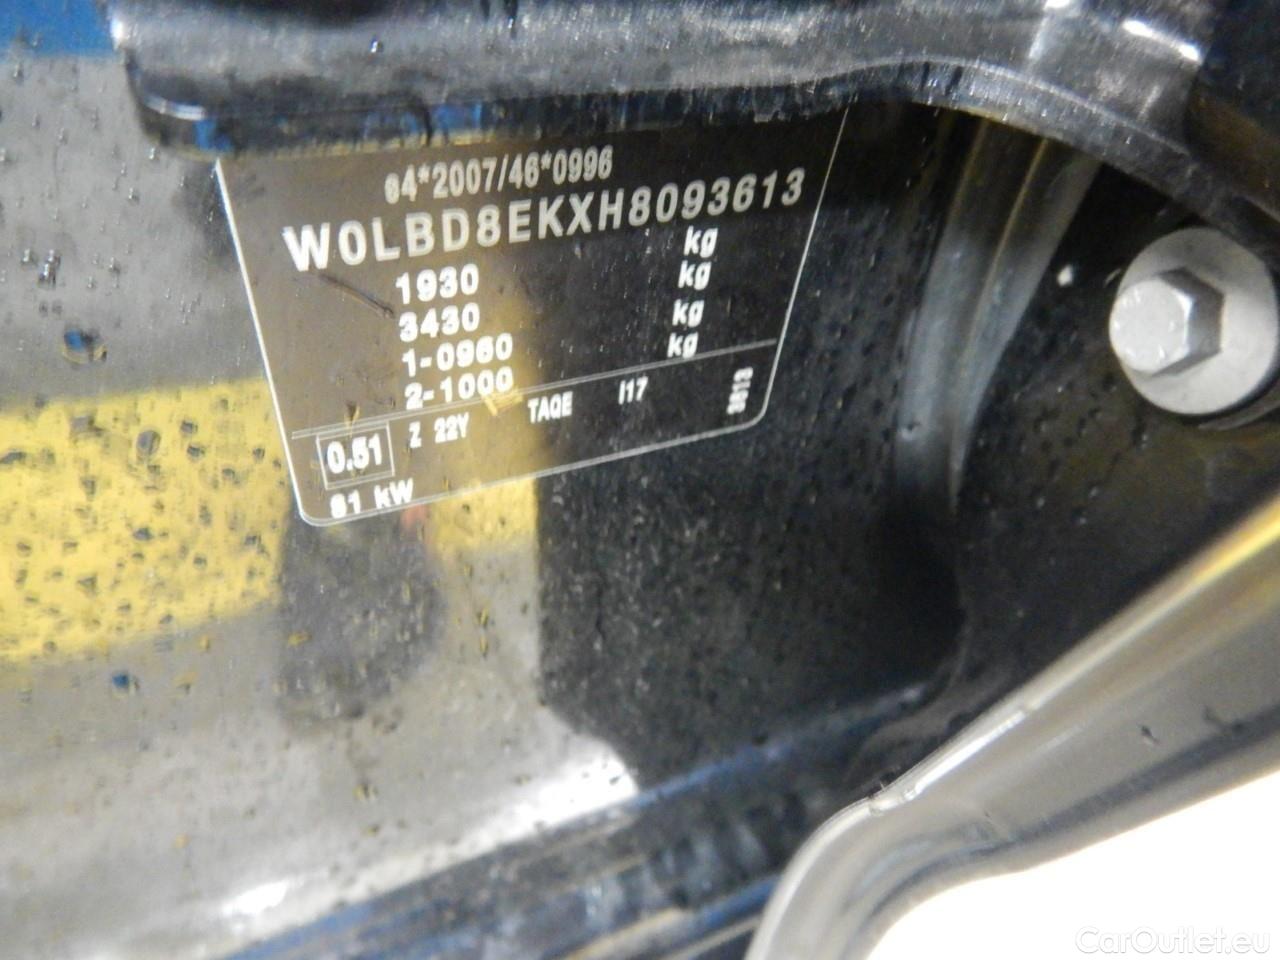 e4*2007/46*0996
W0LBD8EKXH8093613
1930 kg
3430 kg
1-0960 kg
2-1000 kg
0.51 Z 22Y TAQE I17 3613
81 kW
CarOutlet.eu